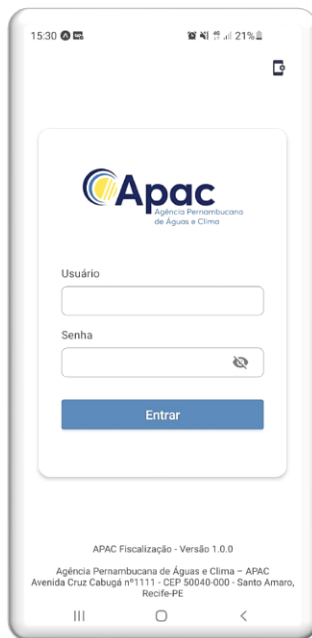 15:30
21%
Apac
Agência Pernambucana
de Águas e Clima
Usuário
Senha
Entrar
APAC Fiscalização - Versão 1.0.0
Agência Pernambucana de Águas e Clima – APAC
Avenida Cruz Cabugá nº1111 - CEP 50040-000 - Santo Amaro,
Recife-PE